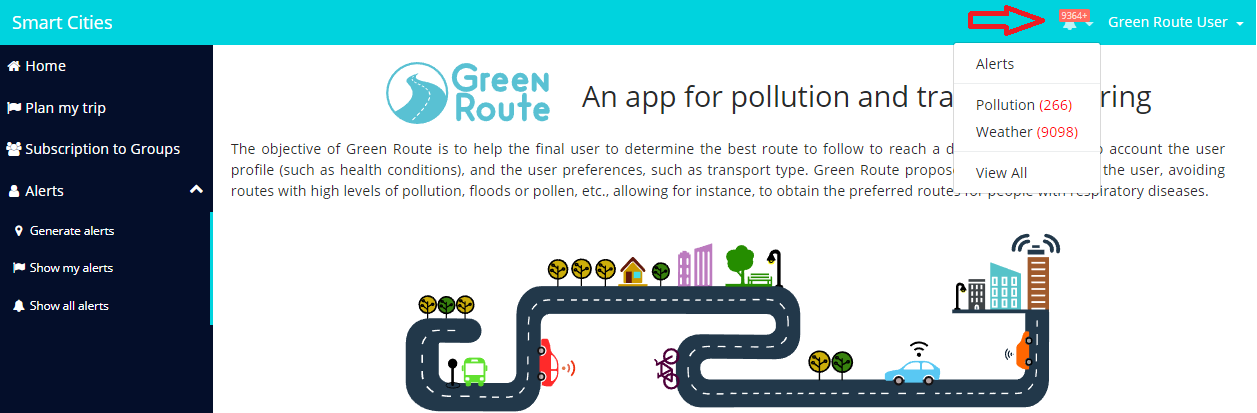 Smart Cities
9364+
Green Route User
Home
Plan my trip
Subscription to Groups
Alerts
Generate alerts
Show my alerts
Show all alerts
Alerts
Pollution (266)
Weather (9098)
View All
Green
Route
An app for pollution and tra ring
The objective of Green Route is to help the final user to determine the best route to follow to reach a d account the user
profile (such as health conditions), and the user preferences, such as transport type. Green Route propos the user, avoiding
routes with high levels of pollution, floods or pollen, etc., allowing for instance, to obtain the preferred routes for people with respiratory diseases.